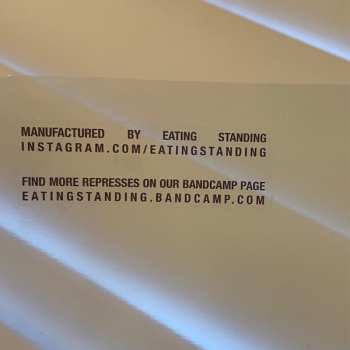 MANUFACTURED BY EATING STANDING
INSTAGRAM.COM/EATINGSTANDING
FIND MORE REPRESSES ON OUR BANDCAMP PAGE
EATINGSTANDING.BANDCAMP.COM